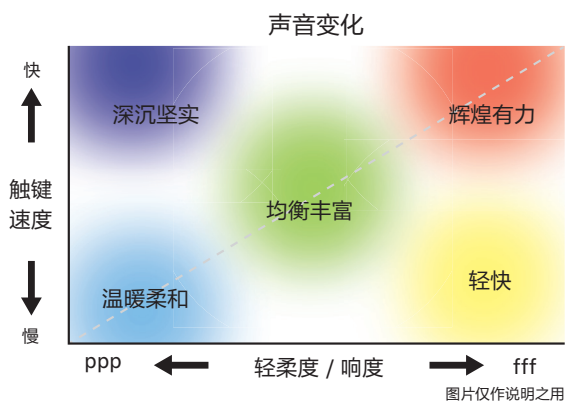 声音变化
快
深沉坚实
辉煌有力
触键
速度
均衡丰富
温暖柔和
轻快
慢
ppp
轻柔度 / 响度
fff
图片仅作说明之用